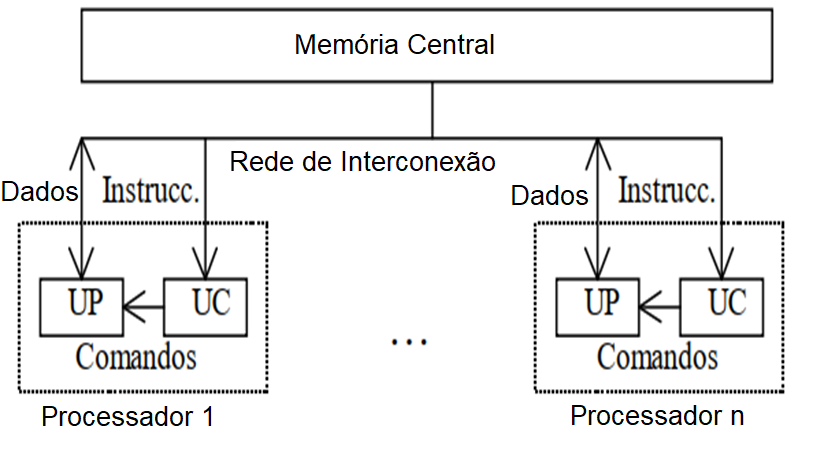 Memória Central
Rede de Interconexão
Dados
Instrucc.
Dados
Instrucc.
UP
UC
UP
UC
Comandos
...
Comandos
Processador 1
Processador n